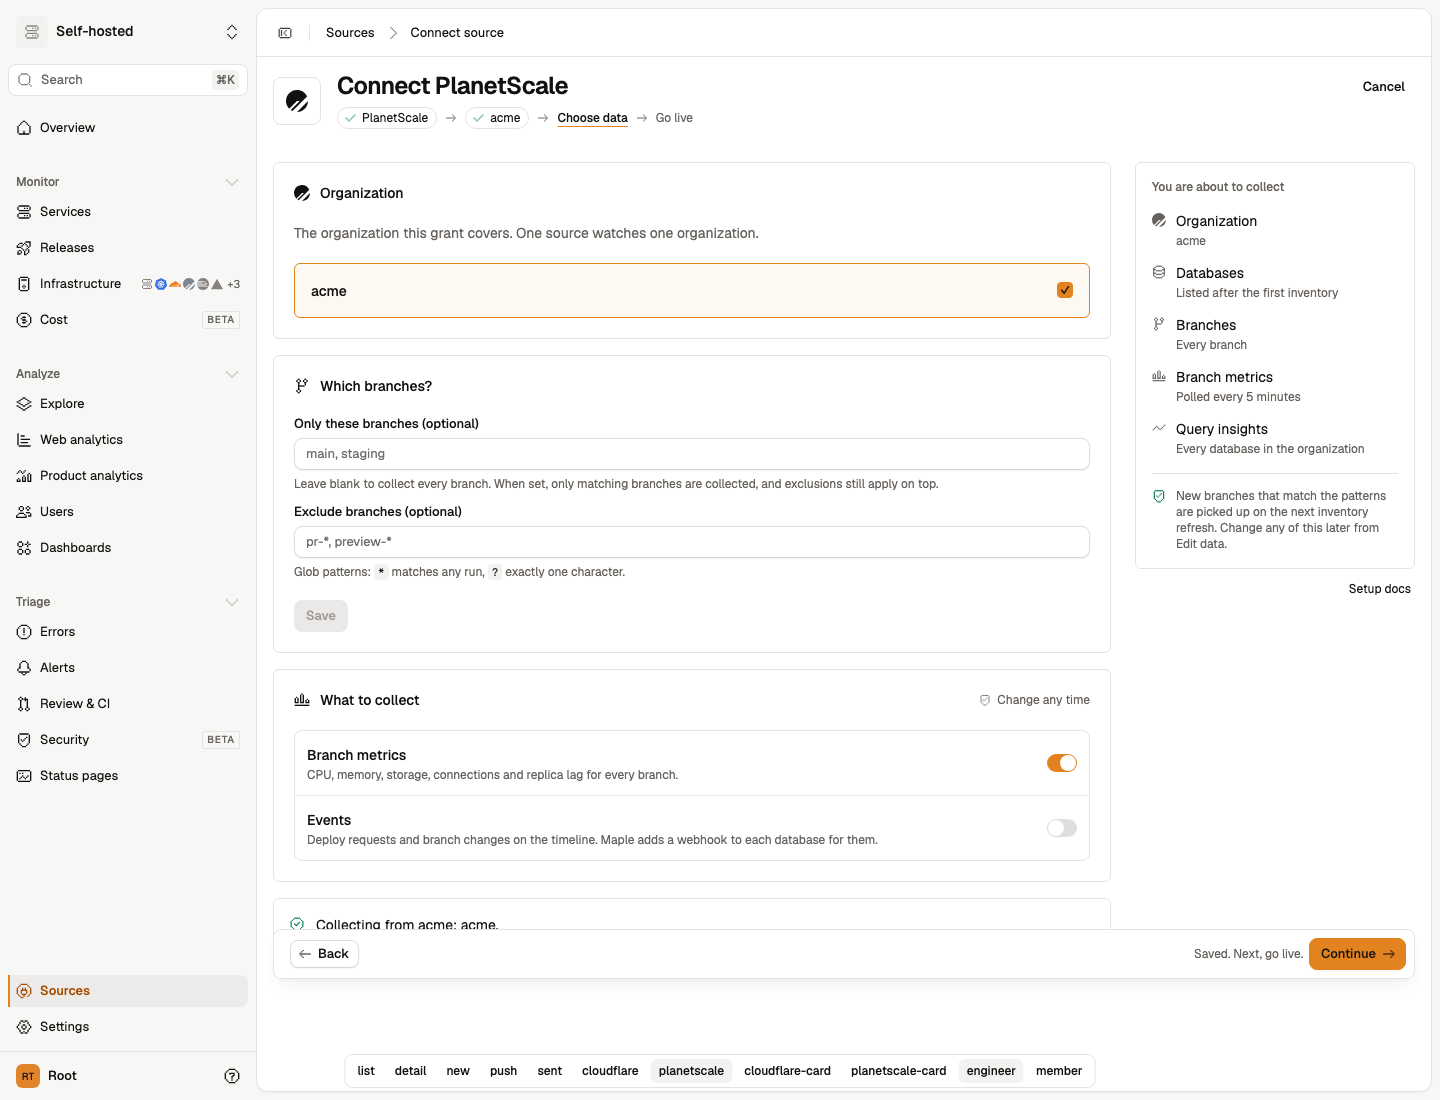 Self-hosted
Search ⌘K
Overview
Monitor
Services
Releases
Infrastructure +3
Cost BETA
Analyze
Explore
Web analytics
Product analytics
Users
Dashboards
Triage
Errors
Alerts
Review & CI
Security BETA
Status pages
Sources
Settings
RT Root
Sources Connect source
Connect PlanetScale
Cancel
PlanetScale → acme → Choose data → Go live
Organization
The organization this grant covers. One source watches one organization.
acme
Which branches?
Only these branches (optional)
main, staging
Leave blank to collect every branch. When set, only matching branches are collected, and exclusions still apply on top.
Exclude branches (optional)
pr-*, preview-*
Glob patterns: * matches any run, ? exactly one character.
Save
What to collect
Change any time
Branch metrics
CPU, memory, storage, connections and replica lag for every branch.
Events
Deploy requests and branch changes on the timeline. Maple adds a webhook to each database for them.
Collecting from acme: acme.
← Back
Saved. Next, go live.
Continue →
You are about to collect
Organization
acme
Databases
Listed after the first inventory
Branches
Every branch
Branch metrics
Polled every 5 minutes
Query insights
Every database in the organization
New branches that match the patterns
are picked up on the next inventory
refresh. Change any of this later from
Edit data.
Setup docs
list detail new push sent cloudflare planetscale cloudflare-card planetscale-card engineer member